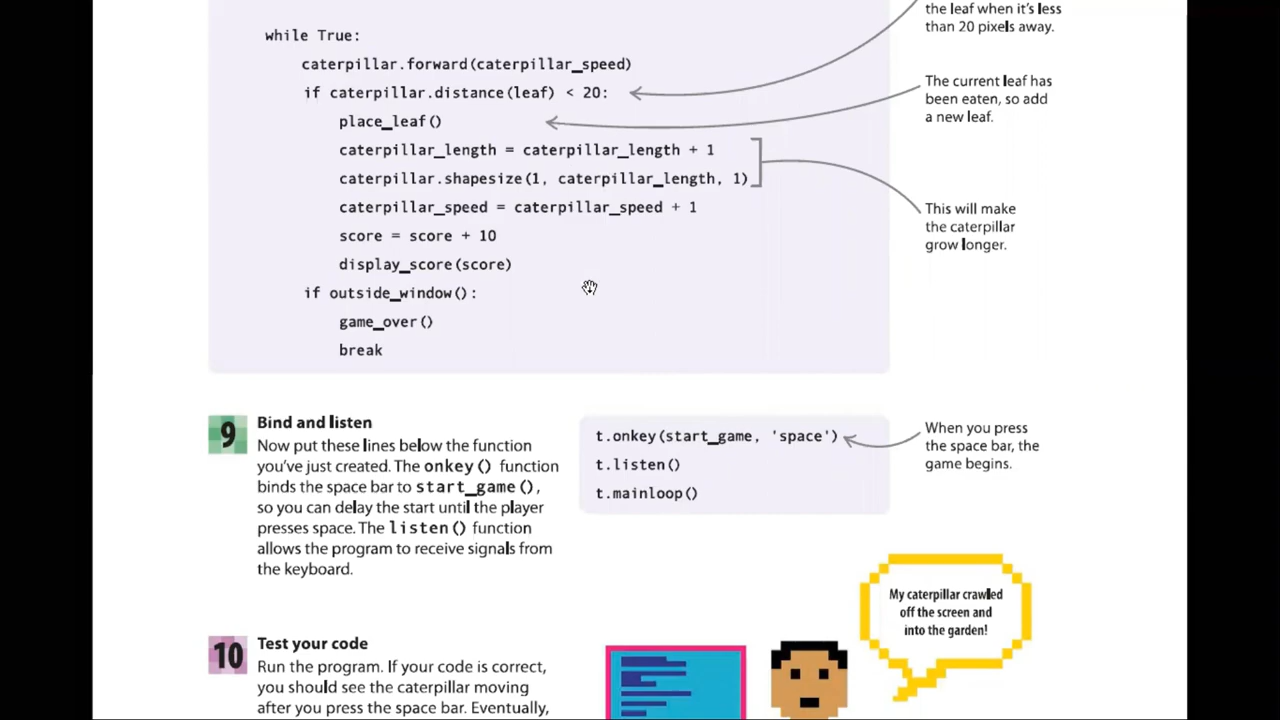 the leaf when it's less
than 20 pixels away.
while True:
caterpillar.forward(caterpillar_speed)
if caterpillar.distance(leaf) < 20:
place_leaf()
The current leaf has
been eaten, so add
a new leaf.
caterpillar_length = caterpillar_length + 1
caterpillar.shapesize(1, caterpillar_length, 1)
caterpillar_speed = caterpillar_speed + 1
This will make
the caterpillar
grow longer.
score = score + 10
display_score(score)
if outside_window():
game_over()
break
9
Bind and listen
Now put these lines below the function
you've just created. The onkey() function
binds the space bar to start_game(),
so you can delay the start until the player
presses space. The listen() function
allows the program to receive signals from
the keyboard.
t.onkey(start_game, 'space')
t.listen()
t.mainloop()
When you press
the space bar, the
game begins.
My caterpillar crawled
off the screen and
into the garden!
10
Test your code
Run the program. If your code is correct,
you should see the caterpillar moving
after you press the space bar. Eventually,